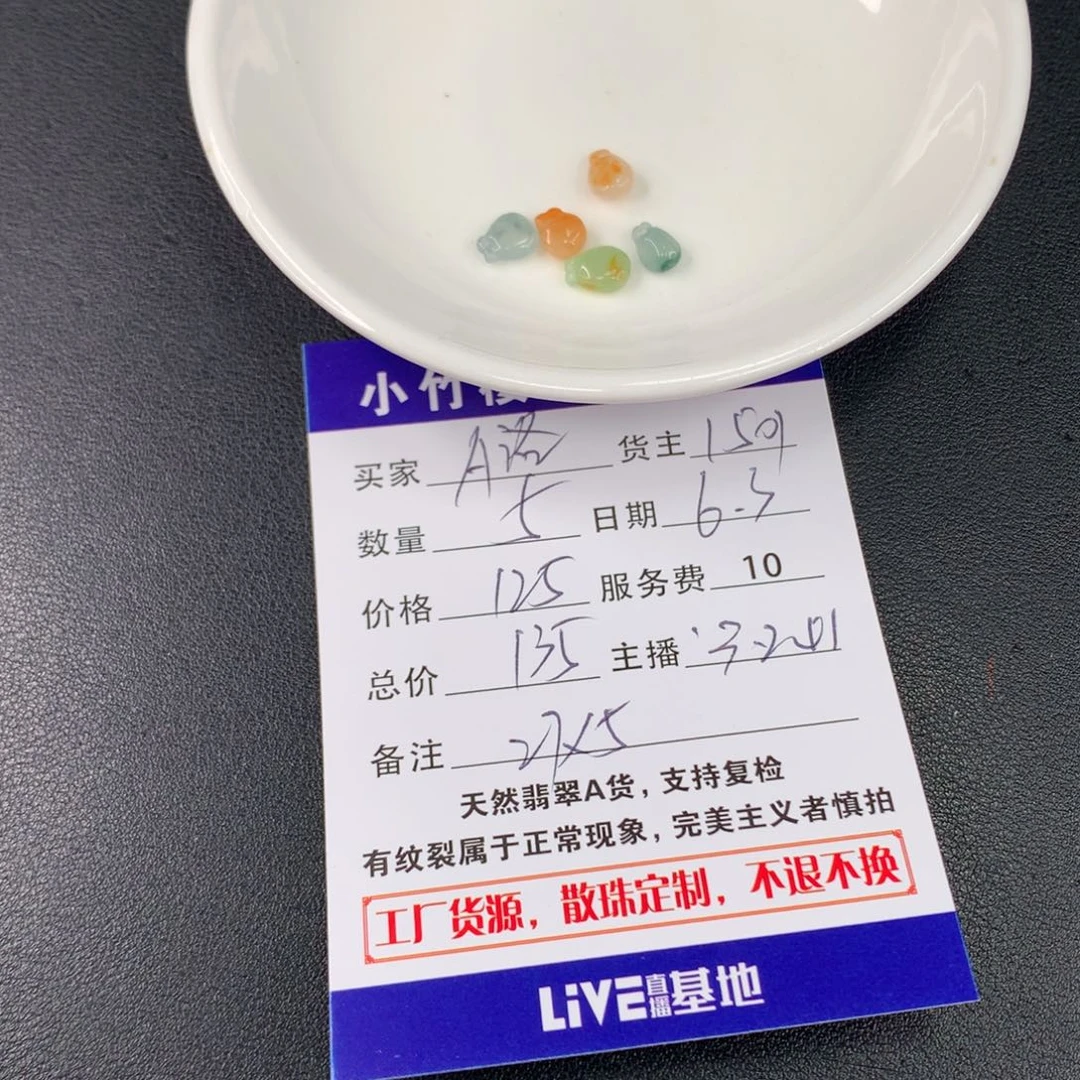 小竹
买家 A 货主
数量 5 日期 6.3
价格 125 服务费 10
总价 135 主播
备注 27X5
天然翡翠A货，支持复检
有纹裂属于正常现象，完美主义者慎拍
工厂货源，散珠定制，不退不换
LiVE直播基地